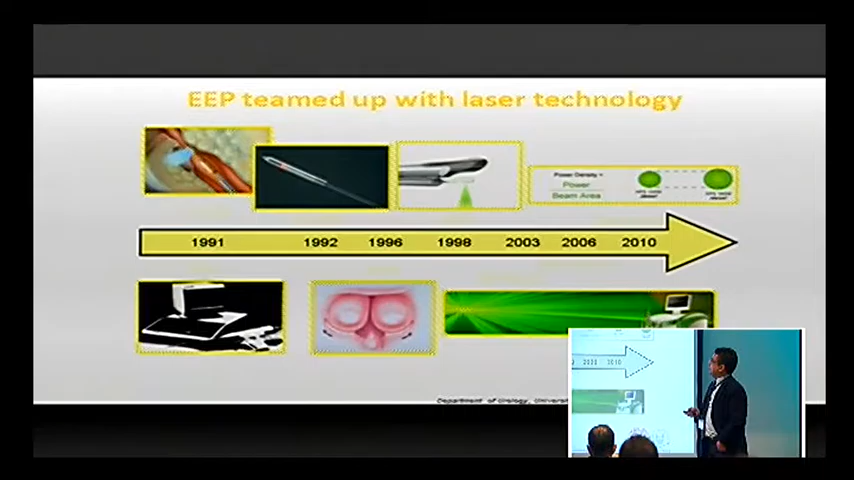 EEP teamed up with laser technology
Power Density =
Power
Beam Area
1991 1992 1996 1998 2003 2006 2010
Department of Urology,